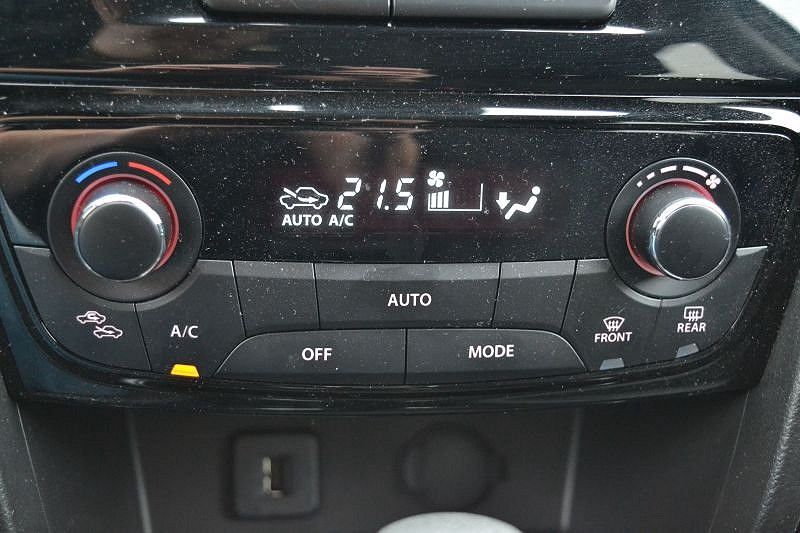 21.5
AUTO A/C
AUTO
A/C
OFF
MODE
FRONT
REAR